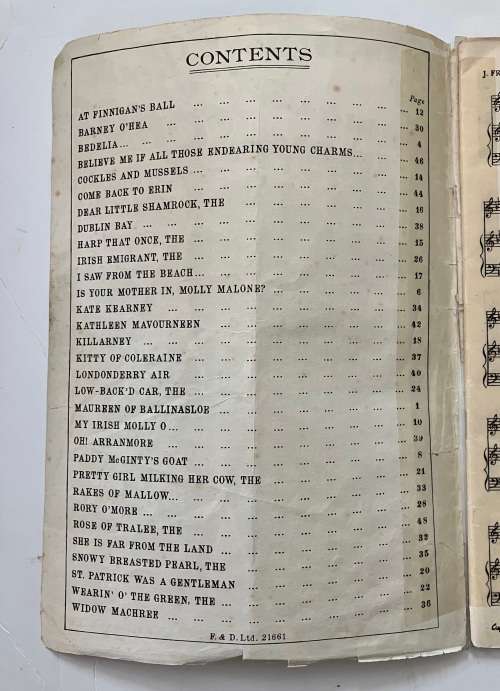 CONTENTS
Page
AT FINNIGAN'S BALL ... ... ... ... ... ... ... ... ... 12
BARNEY O'HEA ... ... ... ... ... ... ... ... ... ... 30
BEDELIA ... ... ... ... ... ... ... ... ... ... ... ... 4
BELIEVE ME IF ALL THOSE ENDEARING YOUNG CHARMS... ... ... 46
COCKLES AND MUSSELS ... ... ... ... ... ... ... ... ... 14
COME BACK TO ERIN ... ... ... ... ... ... ... ... ... 44
DEAR LITTLE SHAMROCK, THE ... ... ... ... ... ... ... 16
DUBLIN BAY ... ... ... ... ... ... ... ... ... ... ... 38
HARP THAT ONCE, THE ... ... ... ... ... ... ... ... ... 15
IRISH EMIGRANT, THE ... ... ... ... ... ... ... ... ... 26
I SAW FROM THE BEACH... ... ... ... ... ... ... ... ... 17
IS YOUR MOTHER IN, MOLLY MALONE? ... ... ... ... ... ... 6
KATE KEARNEY ... ... ... ... ... ... ... ... ... ... 34
KATHLEEN MAVOURNEEN ... ... ... ... ... ... ... ... 42
KILLARNEY ... ... ... ... ... ... ... ... ... ... ... 18
KITTY OF COLERAINE ... ... ... ... ... ... ... ... ... 37
LONDONDERRY AIR ... ... ... ... ... ... ... ... ... 40
LOW-BACK'D CAR, THE ... ... ... ... ... ... ... ... ... 24
MAUREEN OF BALLINASLOE ... ... ... ... ... ... ... ... 1
MY IRISH MOLLY O... ... ... ... ... ... ... ... ... ... 10
OH! ARRANMORE ... ... ... ... ... ... ... ... ... ... 39
PADDY McGINTY'S GOAT ... ... ... ... ... ... ... ... ... 8
PRETTY GIRL MILKING HER COW, THE ... ... ... ... ... ... 21
RAKES OF MALLOW... ... ... ... ... ... ... ... ... ... 33
RORY O'MORE ... ... ... ... ... ... ... ... ... ... ... 28
ROSE OF TRALEE, THE ... ... ... ... ... ... ... ... ... 48
SHE IS FAR FROM THE LAND ... ... ... ... ... ... ... ... 32
SNOWY BREASTED PEARL, THE ... ... ... ... ... ... ... 35
ST. PATRICK WAS A GENTLEMAN ... ... ... ... ... ... ... 20
WEARIN' O' THE GREEN, THE ... ... ... ... ... ... ... ... 22
WIDOW MACHREE ... ... ... ... ... ... ... ... ... ... 36
F. & D. Ltd. 21661
J. FR